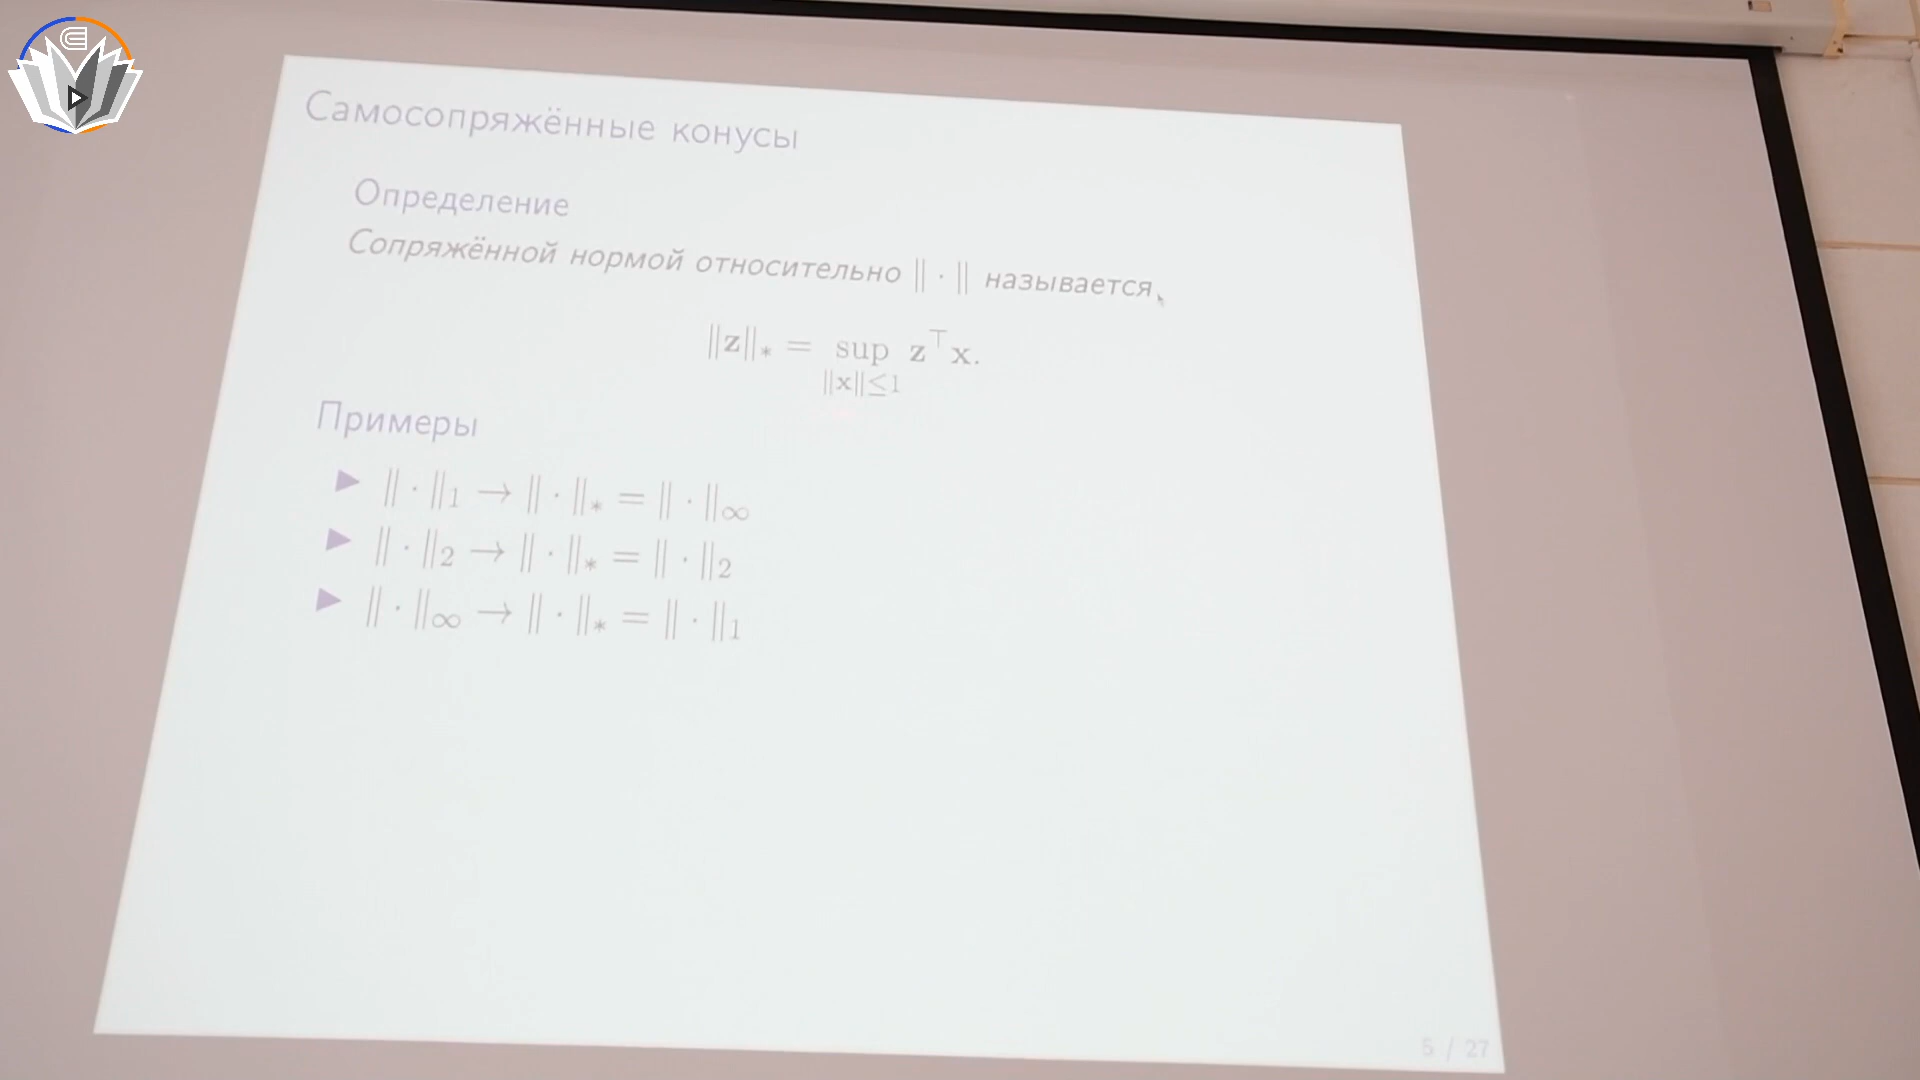 Самосопряжённые конусы
Определение
Сопряжённой нормой относительно ‖ · ‖ называется
‖z‖* = sup z⊤x.
‖x‖≤1
Примеры
▶ ‖ · ‖₁ → ‖ · ‖* = ‖ · ‖∞
▶ ‖ · ‖₂ → ‖ · ‖* = ‖ · ‖₂
▶ ‖ · ‖∞ → ‖ · ‖* = ‖ · ‖₁
5 / 27